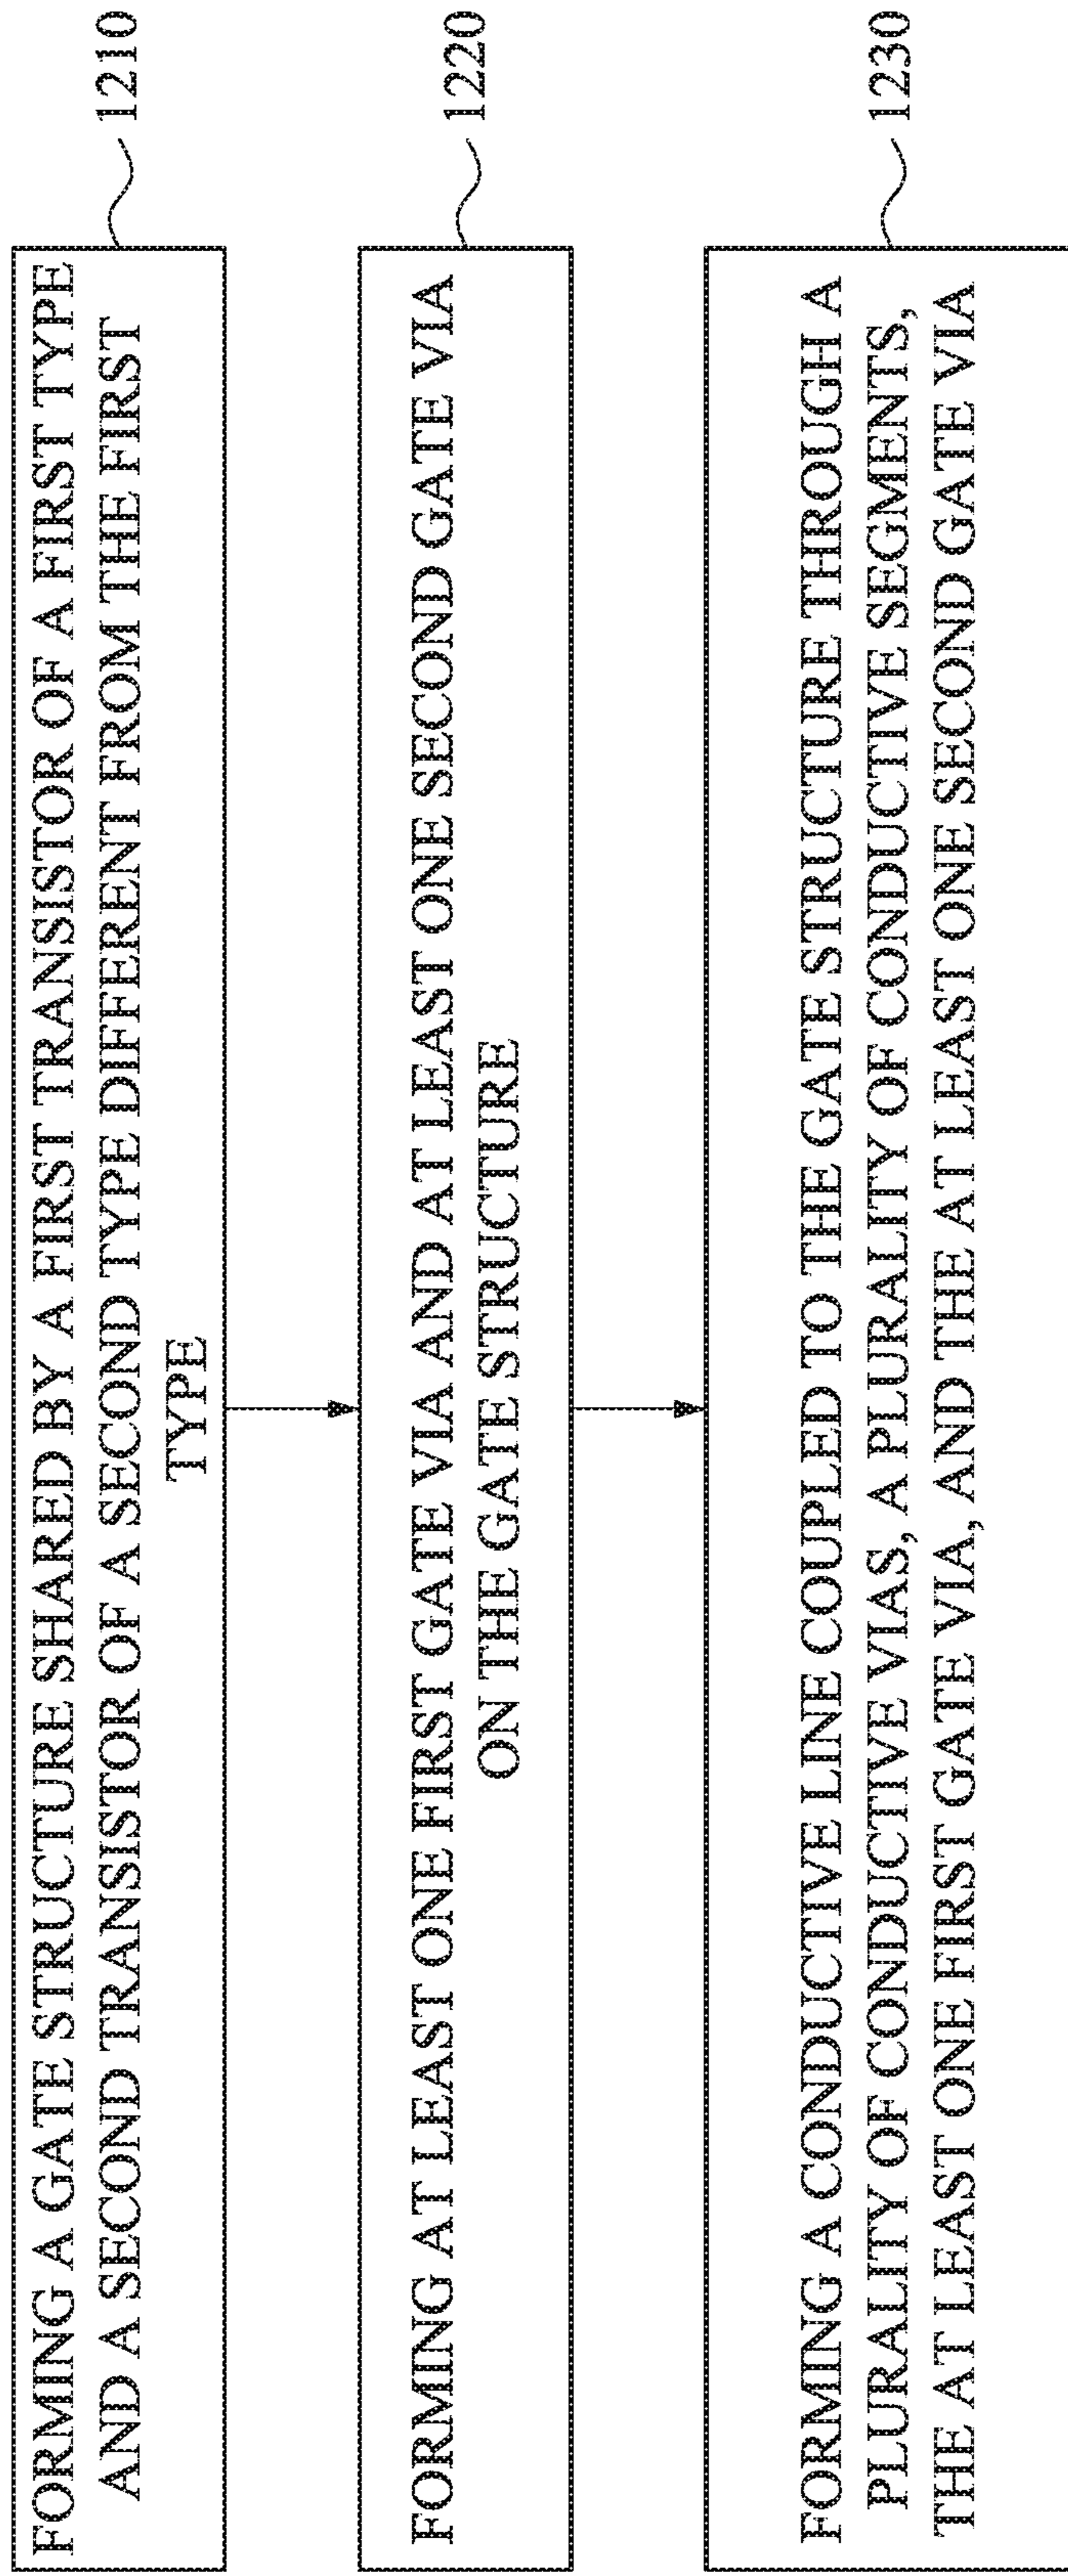 FORMING A GATE STRUCTURE SHARED BY A FIRST TRANSISTOR OF A FIRST TYPE
AND A SECOND TRANSISTOR OF A SECOND TYPE DIFFERENT FROM THE FIRST
TYPE
1210
FORMING AT LEAST ONE FIRST GATE VIA AND AT LEAST ONE SECOND GATE VIA
ON THE GATE STRUCTURE
1220
FORMING A CONDUCTIVE LINE COUPLED TO THE GATE STRUCTURE THROUGH A
PLURALITY OF CONDUCTIVE VIAS, A PLURALITY OF CONDUCTIVE SEGMENTS,
THE AT LEAST ONE FIRST GATE VIA, AND THE AT LEAST ONE SECOND GATE VIA
1230